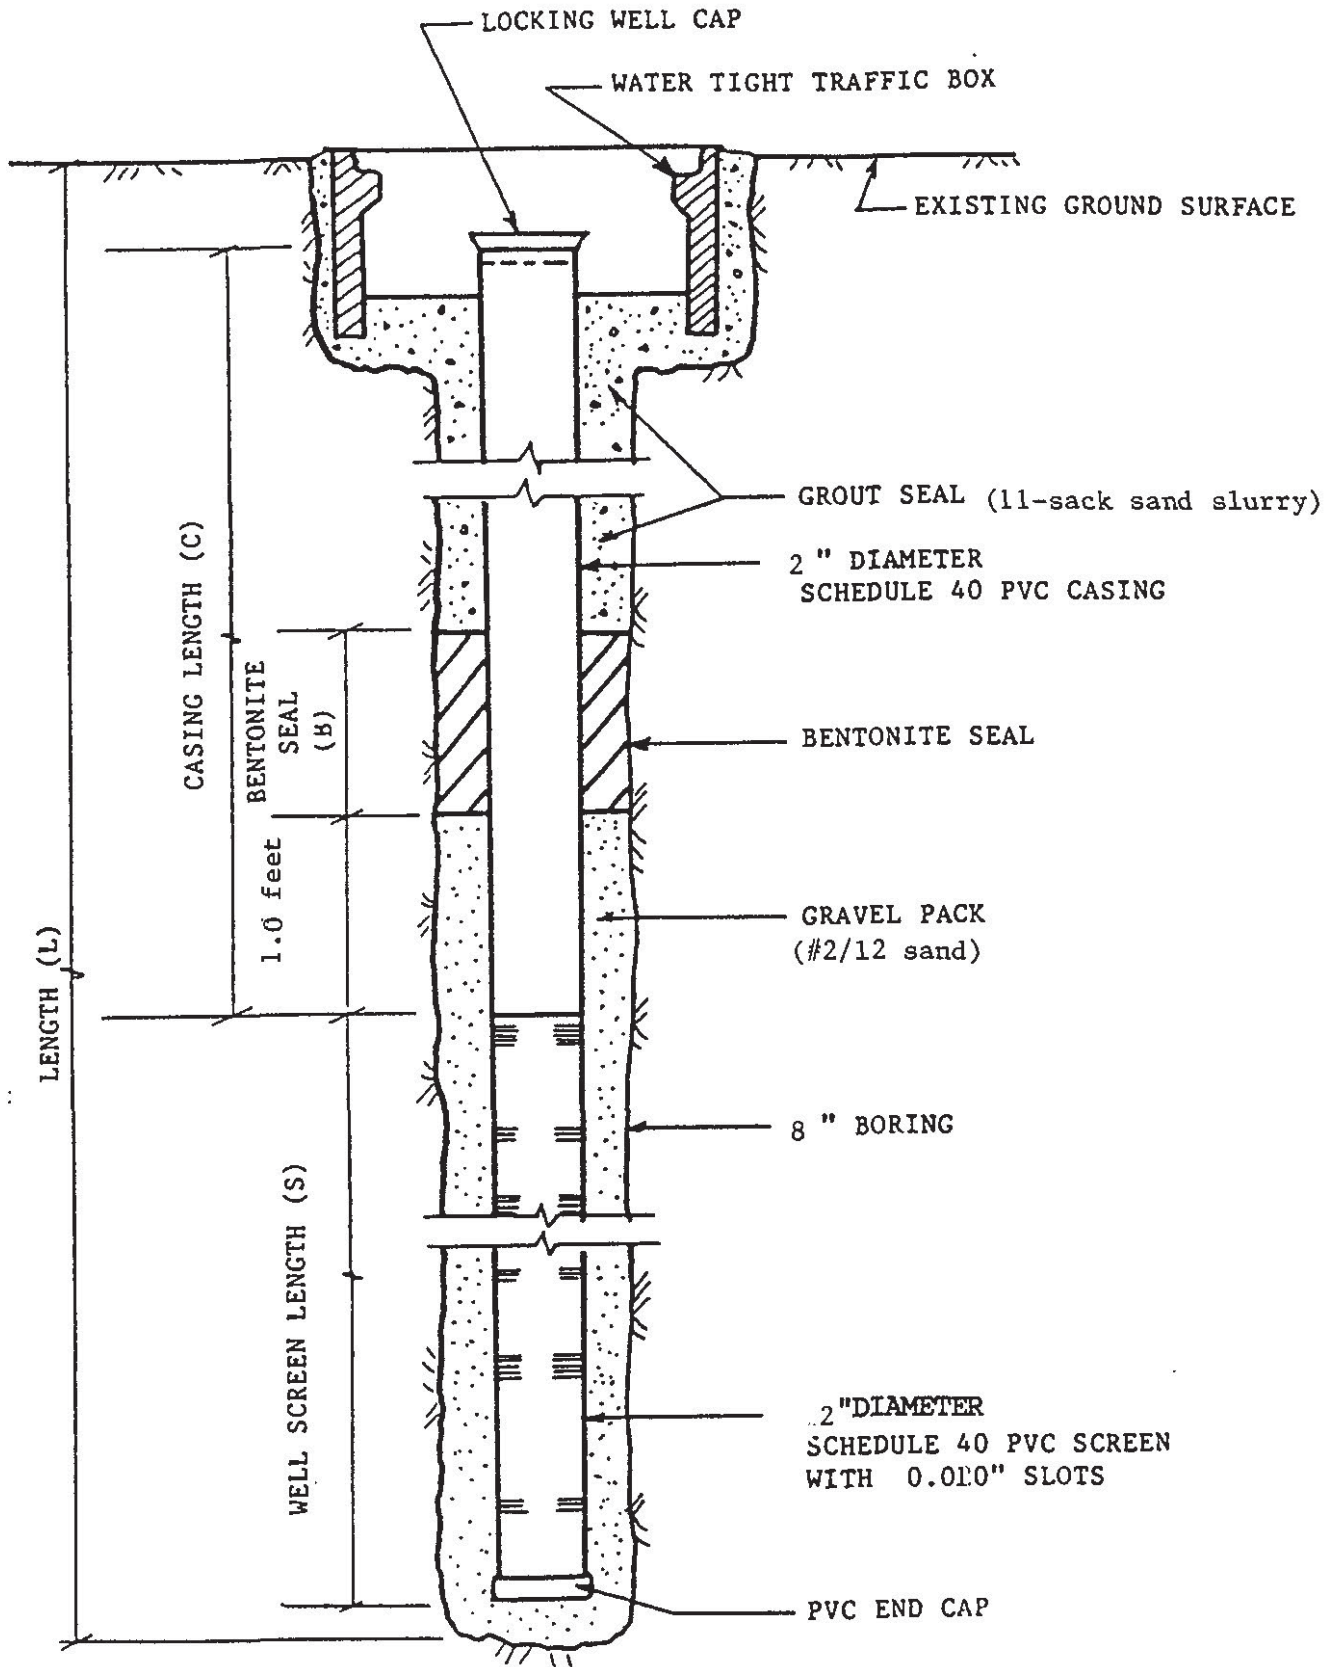 LOCKING WELL CAP
WATER TIGHT TRAFFIC BOX
EXISTING GROUND SURFACE
GROUT SEAL (11-sack sand slurry)
2 " DIAMETER
SCHEDULE 40 PVC CASING
CASING LENGTH (C)
BENTONITE
SEAL
(B)
BENTONITE SEAL
1.0 feet
GRAVEL PACK
(#2/12 sand)
LENGTH (L)
8 " BORING
WELL SCREEN LENGTH (S)
2"DIAMETER
SCHEDULE 40 PVC SCREEN
WITH 0.010" SLOTS
PVC END CAP